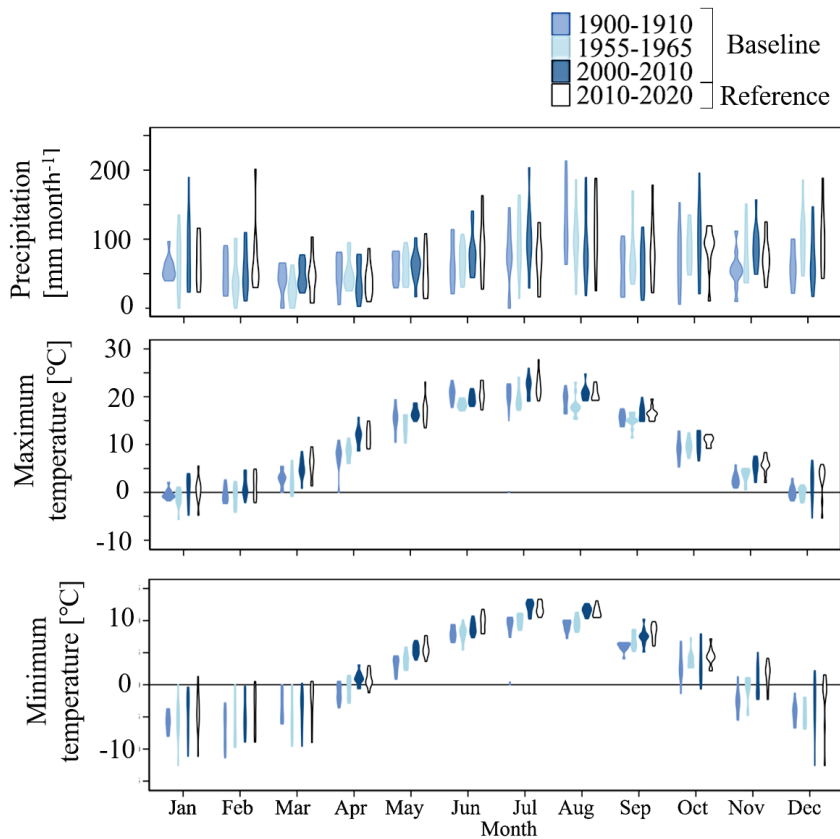 1900-1910
1955-1965
2000-2010
2010-2020
Baseline
Reference
Precipitation
[mm month-1]
200
100
0
Maximum
temperature [°C]
30
20
10
0
-10
Minimum
temperature [°C]
10
0
-10
Jan Feb Mar Apr May Jun Jul Aug Sep Oct Nov Dec
Month